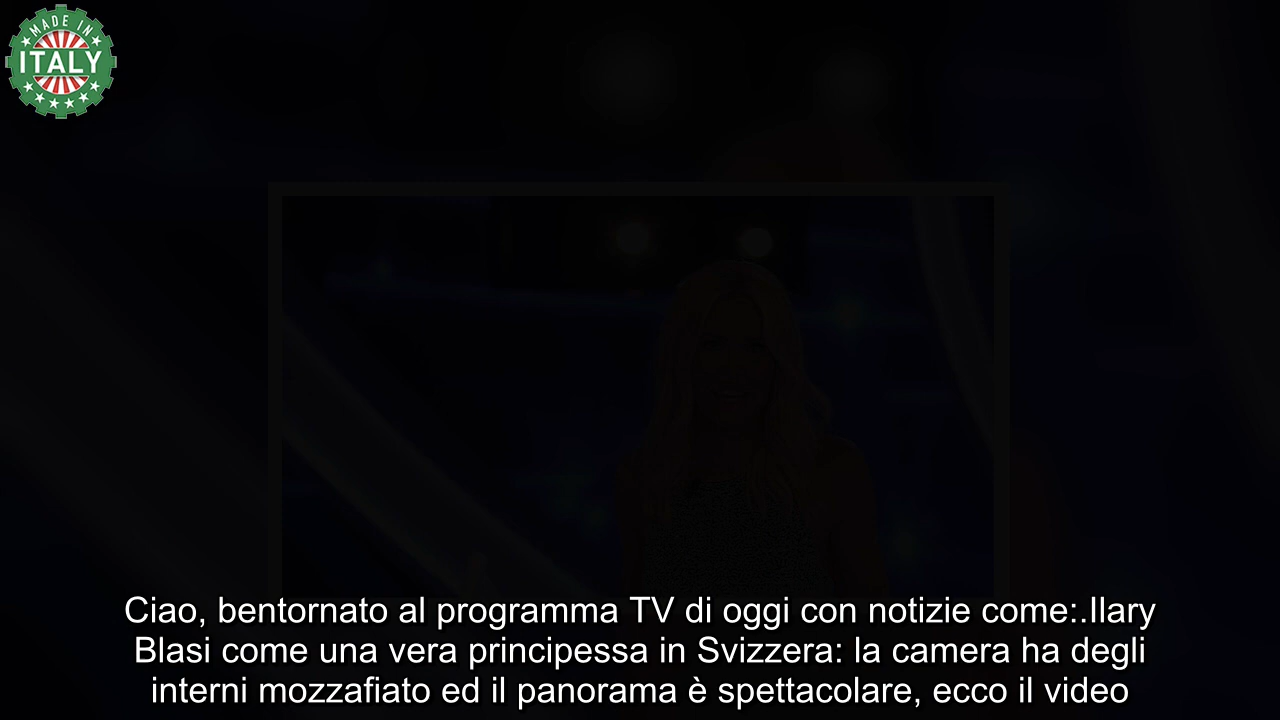 MADE IN
ITALY
Ciao, bentornato al programma TV di oggi con notizie come:.Ilary
Blasi come una vera principessa in Svizzera: la camera ha degli
interni mozzafiato ed il panorama è spettacolare, ecco il video